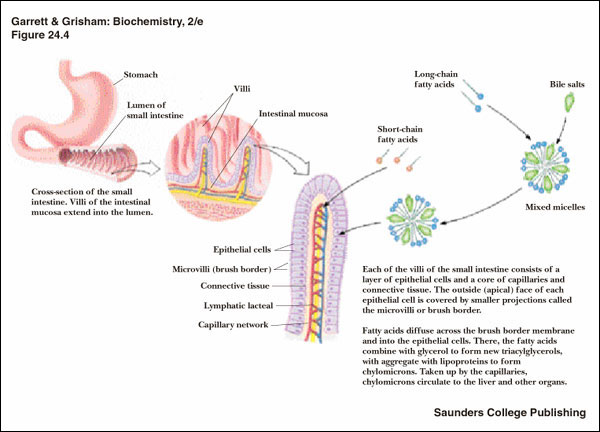 Garrett & Grisham: Biochemistry, 2/e
Figure 24.4
Stomach
Lumen of
small intestine
Villi
Intestinal mucosa
Long-chain
fatty acids
Bile salts
Short-chain
fatty acids
Cross-section of the small
intestine. Villi of the intestinal
mucosa extend into the lumen.
Mixed micelles
Epithelial cells
Microvilli (brush border)
Connective tissue
Lymphatic lacteal
Capillary network
Each of the villi of the small intestine consists of a
layer of epithelial cells and a core of capillaries and
connective tissue. The outside (apical) face of each
epithelial cell is covered by smaller projections called
the microvilli or brush border.
Fatty acids diffuse across the brush border membrane
and into the epithelial cells. There, the fatty acids
combine with glycerol to form new triacylglycerols,
with aggregate with lipoproteins to form
chylomicrons. Taken up by the capillaries,
chylomicrons circulate to the liver and other organs.
Saunders College Publishing